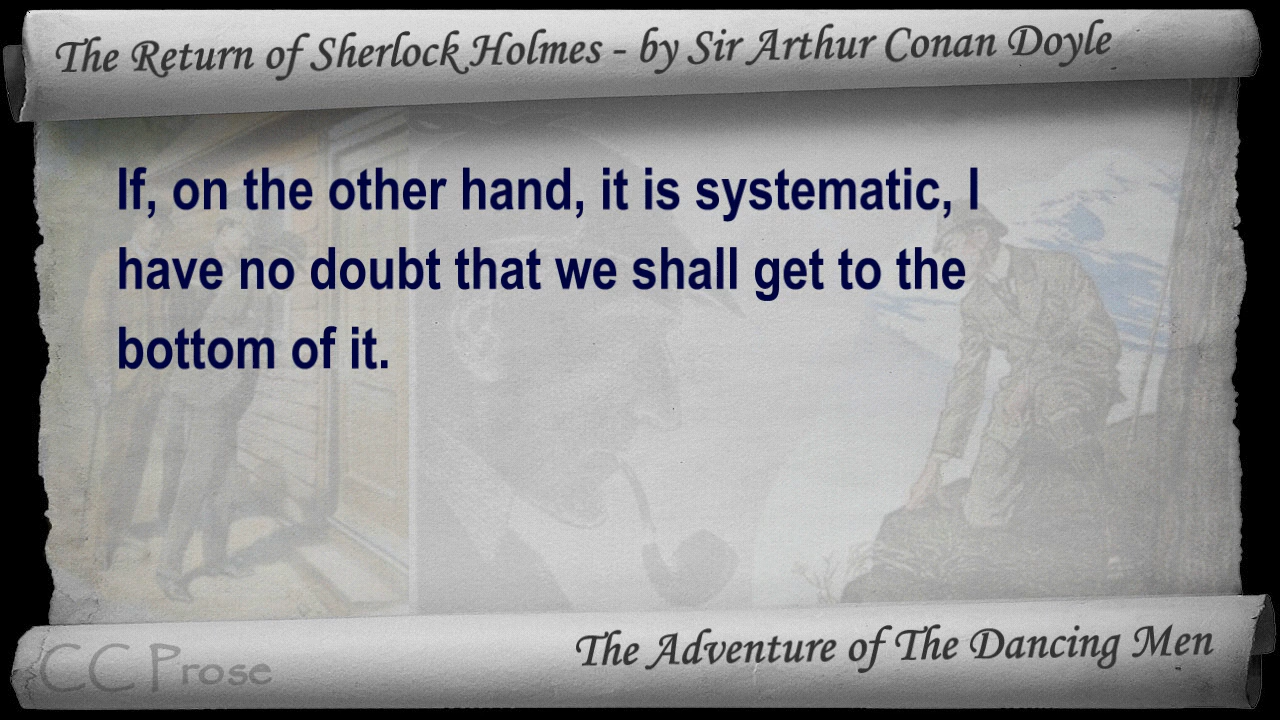 The Return of Sherlock Holmes - by Sir Arthur Conan Doyle
If, on the other hand, it is systematic, I
have no doubt that we shall get to the
bottom of it.
The Adventure of The Dancing Men
CC Prose